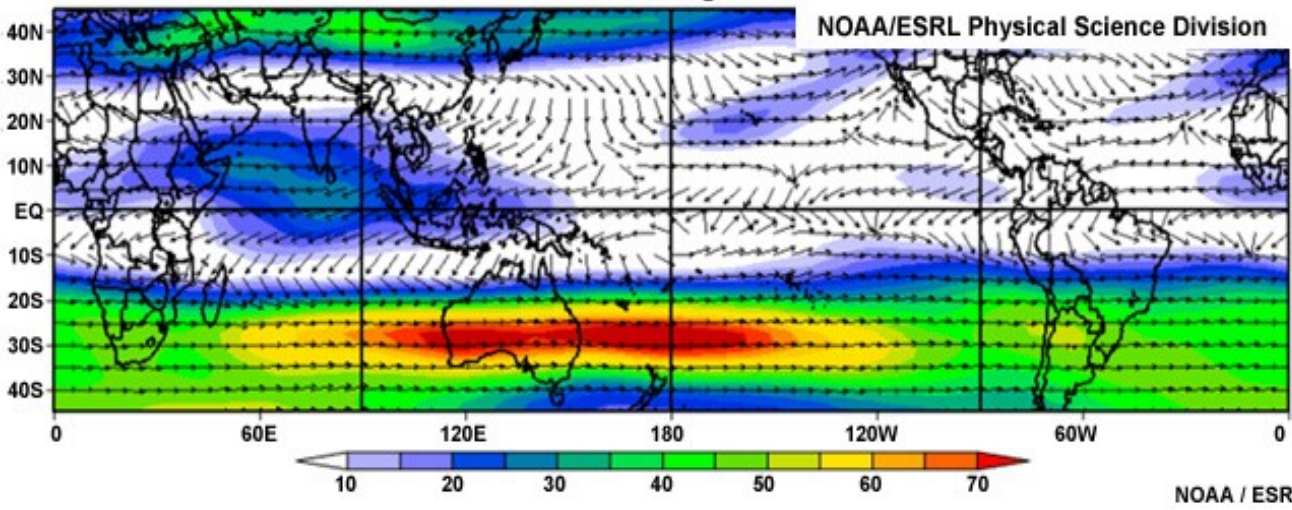 NOAA/ESRL Physical Science Division
40N
30N
20N
10N
EQ
10S
20S
30S
40S
0 60E 120E 180 120W 60W 0
10 20 30 40 50 60 70
NOAA / ESR